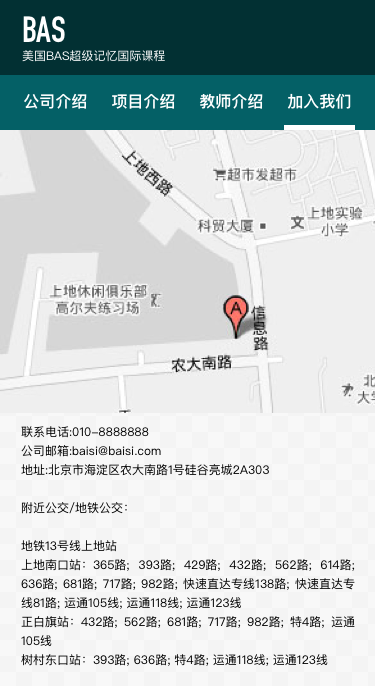 BAS
美国BAS超级记忆国际课程
公司介绍 项目介绍 教师介绍 加入我们
上地西路
超市发超市
科贸大厦
文 上地实验
小学
上地休闲俱乐部
高尔夫练习场
A
信息路
农大南路
北
大学
联系电话:010-8888888
公司邮箱:baisi@baisi.com
地址:北京市海淀区农大南路1号硅谷亮城2A303
附近公交/地铁公交:
地铁13号线上地站
上地南口站: 365路; 393路; 429路; 432路; 562路; 614路;
636路; 681路; 717路; 982路; 快速直达专线138路; 快速直达专
线81路; 运通105线; 运通118线; 运通123线
正白旗站: 432路; 562路; 681路; 717路; 982路; 特4路; 运通
105线
树村东口站: 393路; 636路; 特4路; 运通118线; 运通123线